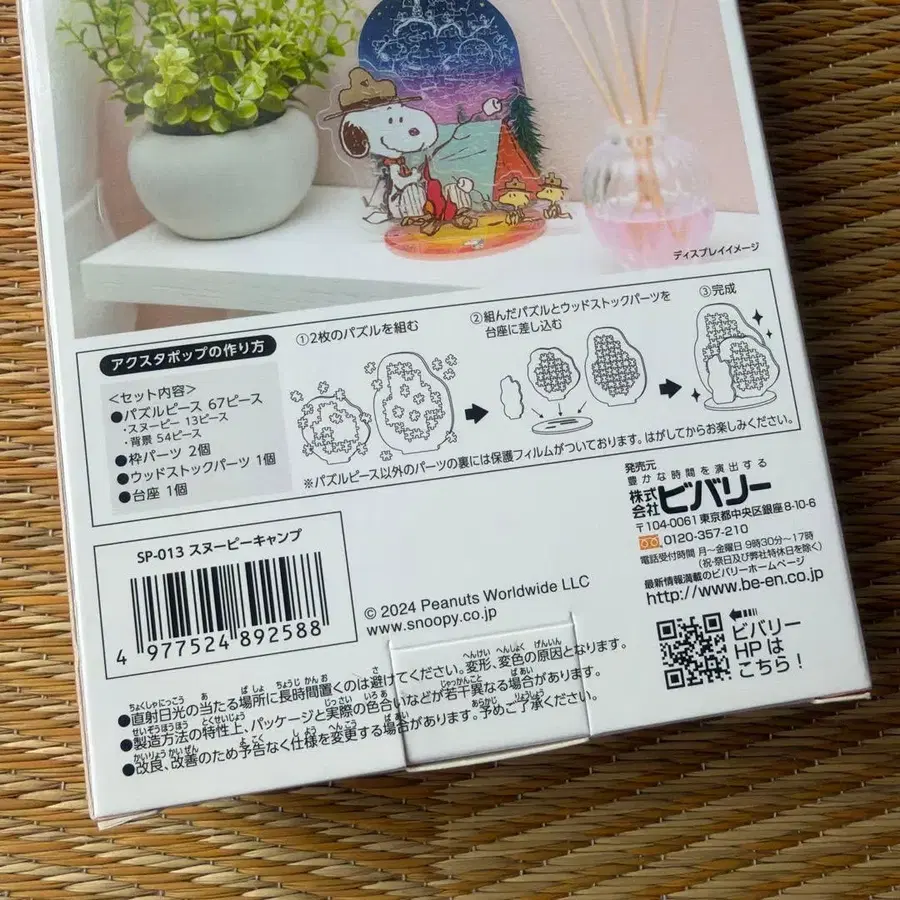 ディスプレイイメージ
アクスタポップの作り方
<セット内容>
●パズルピース 67ピース
・スヌーピー 13ピース
・背景 54ピース
●枠パーツ 2個
●ウッドストックパーツ 1個
●台座 1個
①2枚のパズルを組む
②組んだパズルとウッドストックパーツを
台座に差し込む
③完成
※パズルピース以外のパーツの裏には保護フィルムがついております。はがしてからお楽しみください。
SP-013 スヌーピーキャンプ
4 977524 892588
© 2024 Peanuts Worldwide LLC
www.snoopy.co.jp
発売元
豊かな時間を演出する
株式会社 ビバリー
〒104-0061 東京都中央区銀座8-10-6
0120-357-210
電話受付時間 月～金曜日 9時30分～17時
(祝・祭日及び弊社特休日を除く)
最新情報満載のビバリーホームページ
http://www.be-en.co.jp
ビバリー
HPは
こちら!
●直射日光の当たる場所に長時間置くのは避けてください。変形、変色の原因となります。
●製造方法の特性上、パッケージと実際の色合いなどが若干異なる場合があります。
●改良、改善のため予告なく仕様を変更する場合があります。予めご了承ください。